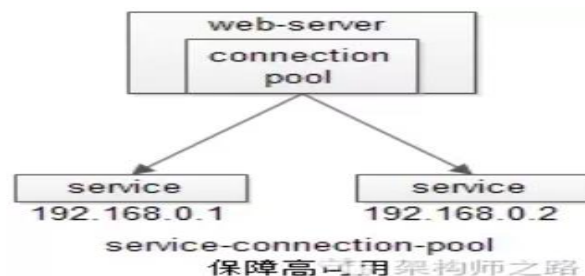 web-server
connection
pool
service service
192.168.0.1 192.168.0.2
service-connection-pool
保障高可用 架构师之路